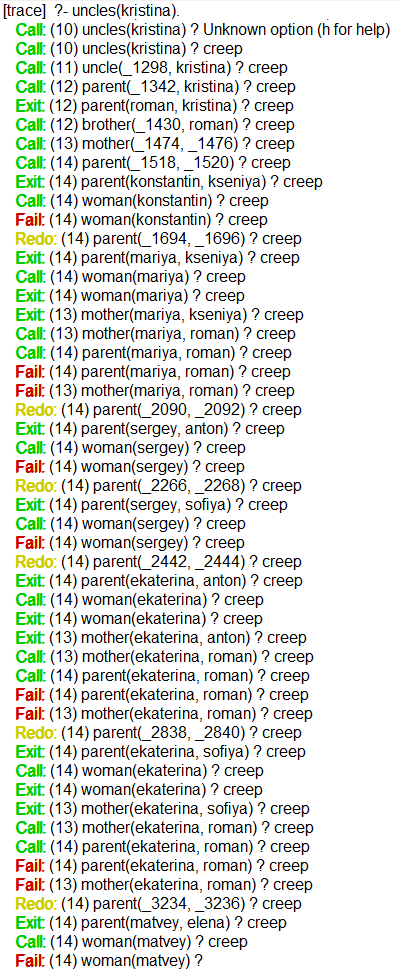 [trace]  ?- uncles(kristina).
Call: (10) uncles(kristina) ? Unknown option (h for help)
Call: (10) uncles(kristina) ? creep
Call: (11) uncle(_1298, kristina) ? creep
Call: (12) parent(_1342, kristina) ? creep
Exit: (12) parent(roman, kristina) ? creep
Call: (12) brother(_1430, roman) ? creep
Call: (13) mother(_1474, _1476) ? creep
Call: (14) parent(_1518, _1520) ? creep
Exit: (14) parent(konstantin, kseniya) ? creep
Call: (14) woman(konstantin) ? creep
Fail: (14) woman(konstantin) ? creep
Redo: (14) parent(_1694, _1696) ? creep
Exit: (14) parent(mariya, kseniya) ? creep
Call: (14) woman(mariya) ? creep
Exit: (14) woman(mariya) ? creep
Exit: (13) mother(mariya, kseniya) ? creep
Call: (13) mother(mariya, roman) ? creep
Call: (14) parent(mariya, roman) ? creep
Fail: (14) parent(mariya, roman) ? creep
Fail: (13) mother(mariya, roman) ? creep
Redo: (14) parent(_2090, _2092) ? creep
Exit: (14) parent(sergey, anton) ? creep
Call: (14) woman(sergey) ? creep
Fail: (14) woman(sergey) ? creep
Redo: (14) parent(_2266, _2268) ? creep
Exit: (14) parent(sergey, sofiya) ? creep
Call: (14) woman(sergey) ? creep
Fail: (14) woman(sergey) ? creep
Redo: (14) parent(_2442, _2444) ? creep
Exit: (14) parent(ekaterina, anton) ? creep
Call: (14) woman(ekaterina) ? creep
Exit: (14) woman(ekaterina) ? creep
Exit: (13) mother(ekaterina, anton) ? creep
Call: (13) mother(ekaterina, roman) ? creep
Call: (14) parent(ekaterina, roman) ? creep
Fail: (14) parent(ekaterina, roman) ? creep
Fail: (13) mother(ekaterina, roman) ? creep
Redo: (14) parent(_2838, _2840) ? creep
Exit: (14) parent(ekaterina, sofiya) ? creep
Call: (14) woman(ekaterina) ? creep
Exit: (14) woman(ekaterina) ? creep
Exit: (13) mother(ekaterina, sofiya) ? creep
Call: (13) mother(ekaterina, roman) ? creep
Call: (14) parent(ekaterina, roman) ? creep
Fail: (14) parent(ekaterina, roman) ? creep
Fail: (13) mother(ekaterina, roman) ? creep
Redo: (14) parent(_3234, _3236) ? creep
Exit: (14) parent(matvey, elena) ? creep
Call: (14) woman(matvey) ? creep
Fail: (14) woman(matvey) ?